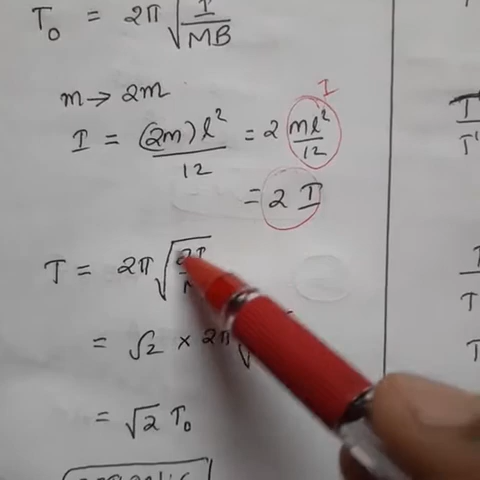 T₀ = 2π√(I/MB)
m → 2m
I
I = (2m)l²/12 = 2 ml²/12
= 2 I
T = 2π√(2I
= √2 × 2π√
= √2 T₀